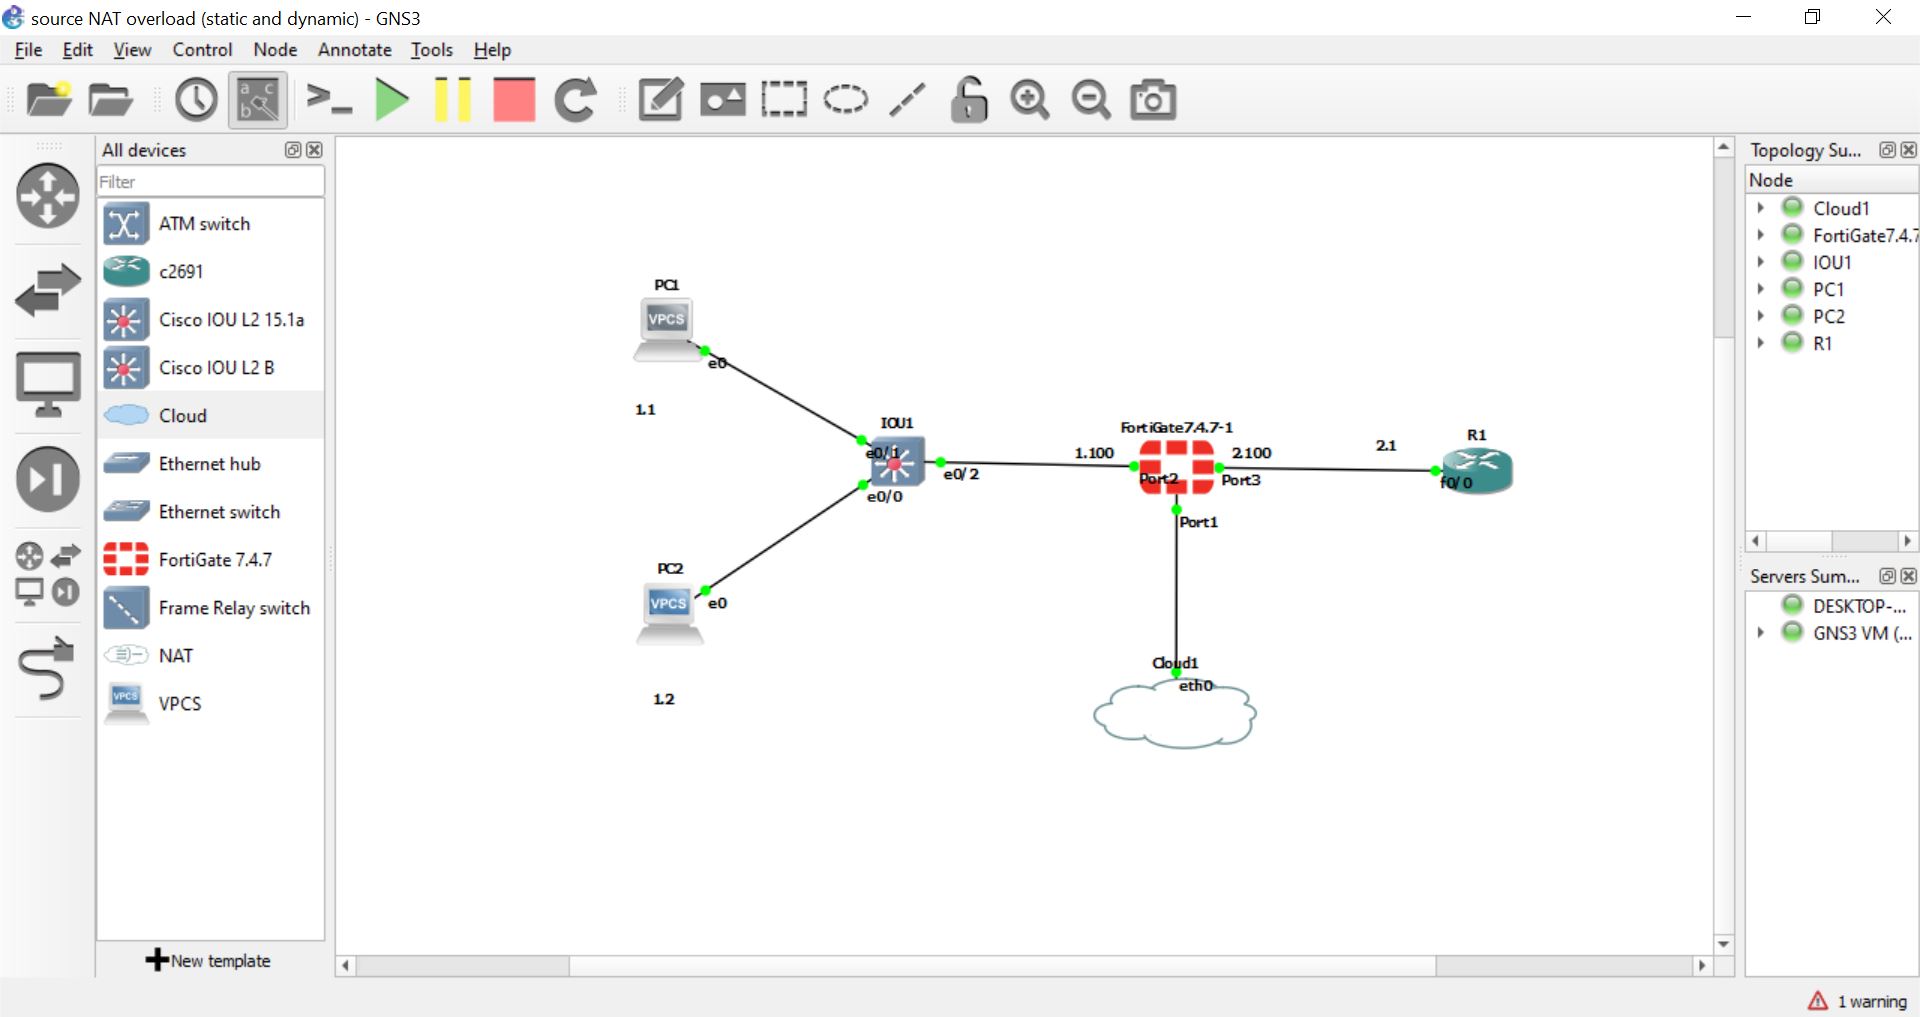 source NAT overload (static and dynamic) - GNS3
File Edit View Control Node Annotate Tools Help
All devices
Filter
ATM switch
c2691
Cisco IOU L2 15.1a
Cisco IOU L2 B
Cloud
Ethernet hub
Ethernet switch
FortiGate 7.4.7
Frame Relay switch
NAT
VPCS
VPCS
New template
PC1
VPCS
e0
1.1
IOU1
e0/1
e0/2
e0/0
PC2
VPCS
e0
1.2
FortiGate7.4.7-1
1.100
2.100
Port2
Port3
Port1
2.1
R1
f0/0
Cloud1
eth0
Topology Su...
Node
Cloud1
FortiGate7.4.7
IOU1
PC1
PC2
R1
Servers Sum...
DESKTOP-...
GNS3 VM (...
1 warning